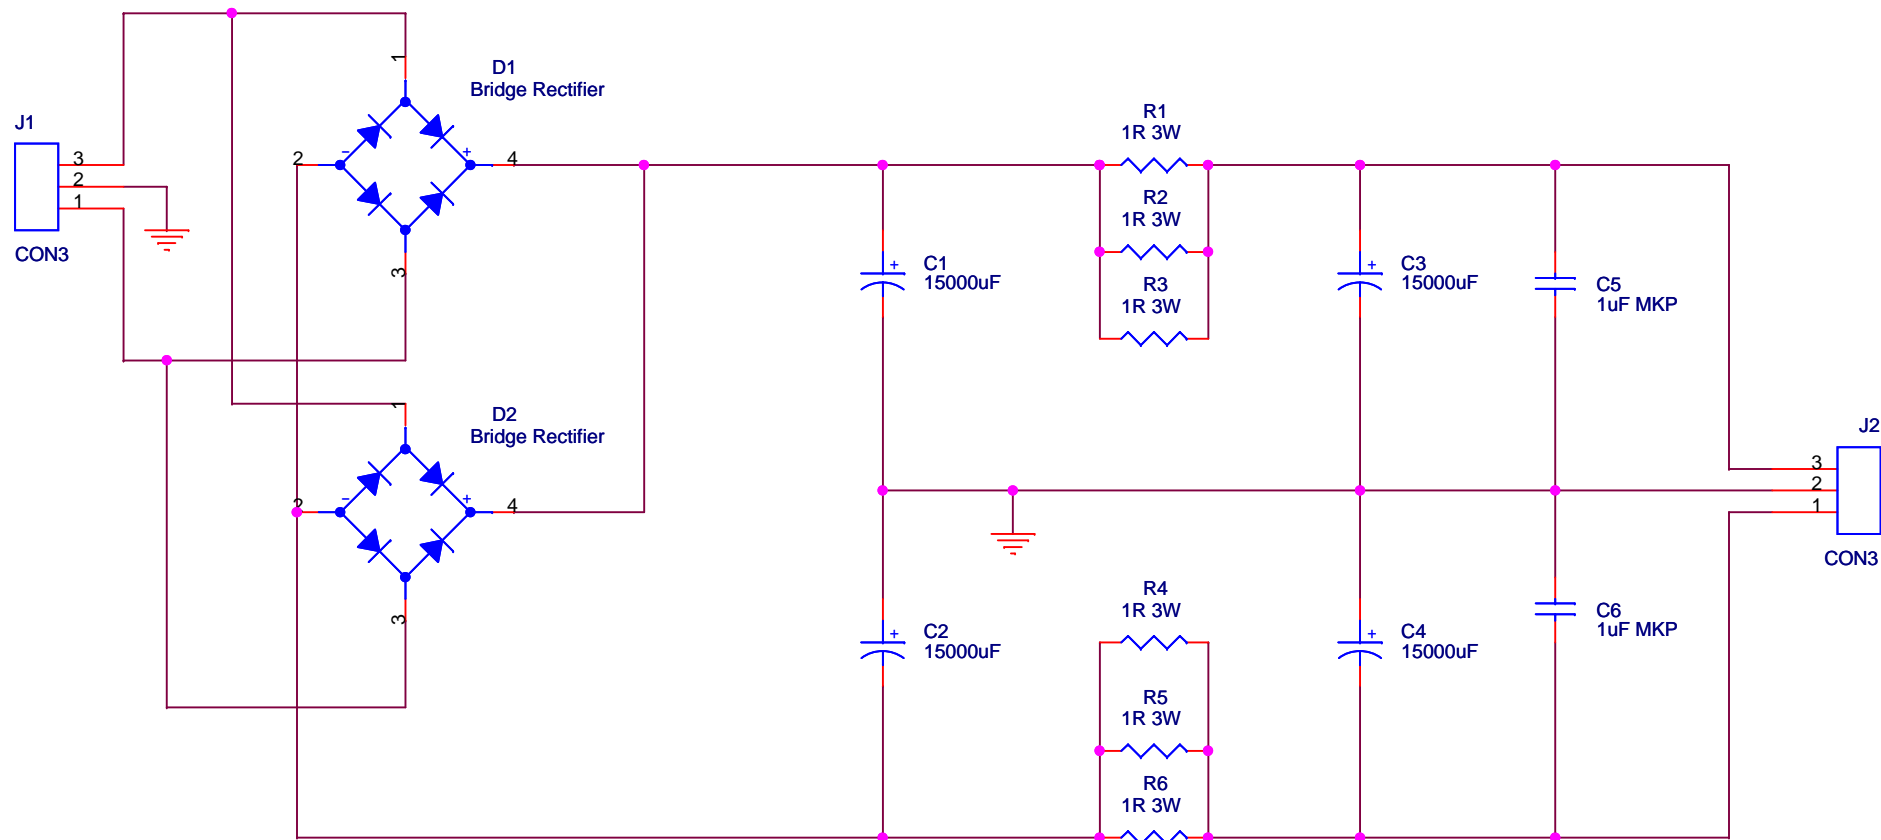 J1
3
2
1
CON3
1
2
-
+
4
3
D1
Bridge Rectifier
1
2
-
+
4
3
D2
Bridge Rectifier
+
C1
15000uF
+
C2
15000uF
R1
1R 3W
R2
1R 3W
R3
1R 3W
R4
1R 3W
R5
1R 3W
R6
1R 3W
+
C3
15000uF
+
C4
15000uF
C5
1uF MKP
C6
1uF MKP
J2
3
2
1
CON3